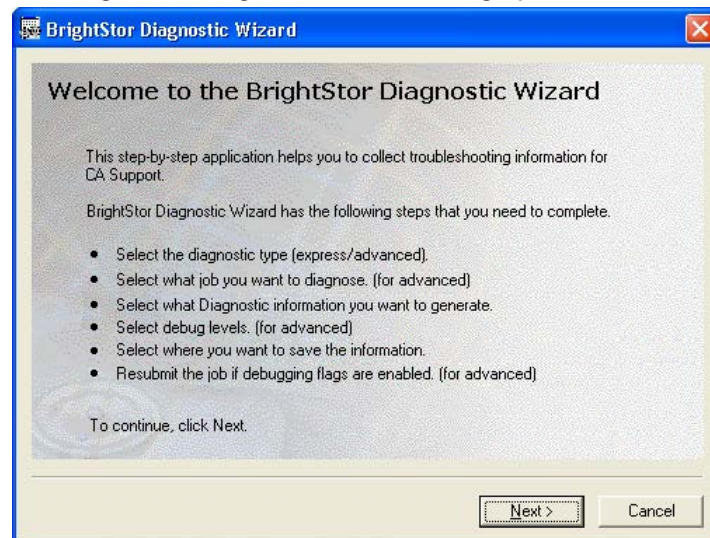 BrightStor Diagnostic Wizard
Welcome to the BrightStor Diagnostic Wizard
This step-by-step application helps you to collect troubleshooting information for
CA Support.
BrightStor Diagnostic Wizard has the following steps that you need to complete.
• Select the diagnostic type (express/advanced).
• Select what job you want to diagnose. (for advanced)
• Select what Diagnostic information you want to generate.
• Select debug levels. (for advanced)
• Select where you want to save the information.
• Resubmit the job if debugging flags are enabled. (for advanced)
To continue, click Next.
Next >
Cancel